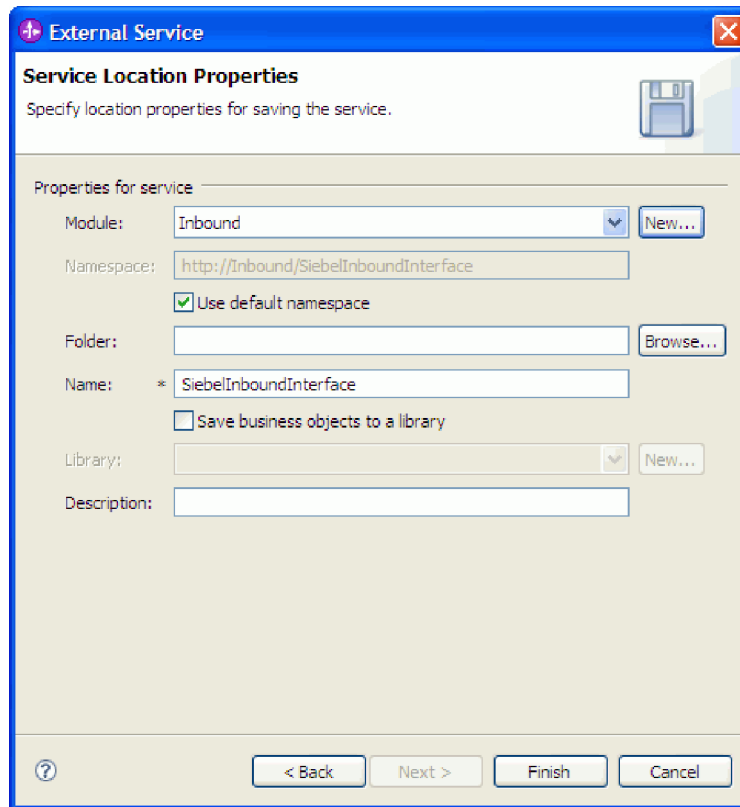 External Service
Service Location Properties
Specify location properties for saving the service.
Properties for service
Module: Inbound New...
Namespace: http://Inbound/SiebelInboundInterface
Use default namespace
Folder: Browse...
Name: * SiebelInboundInterface
Save business objects to a library
Library: New...
Description:
? < Back Next > Finish Cancel